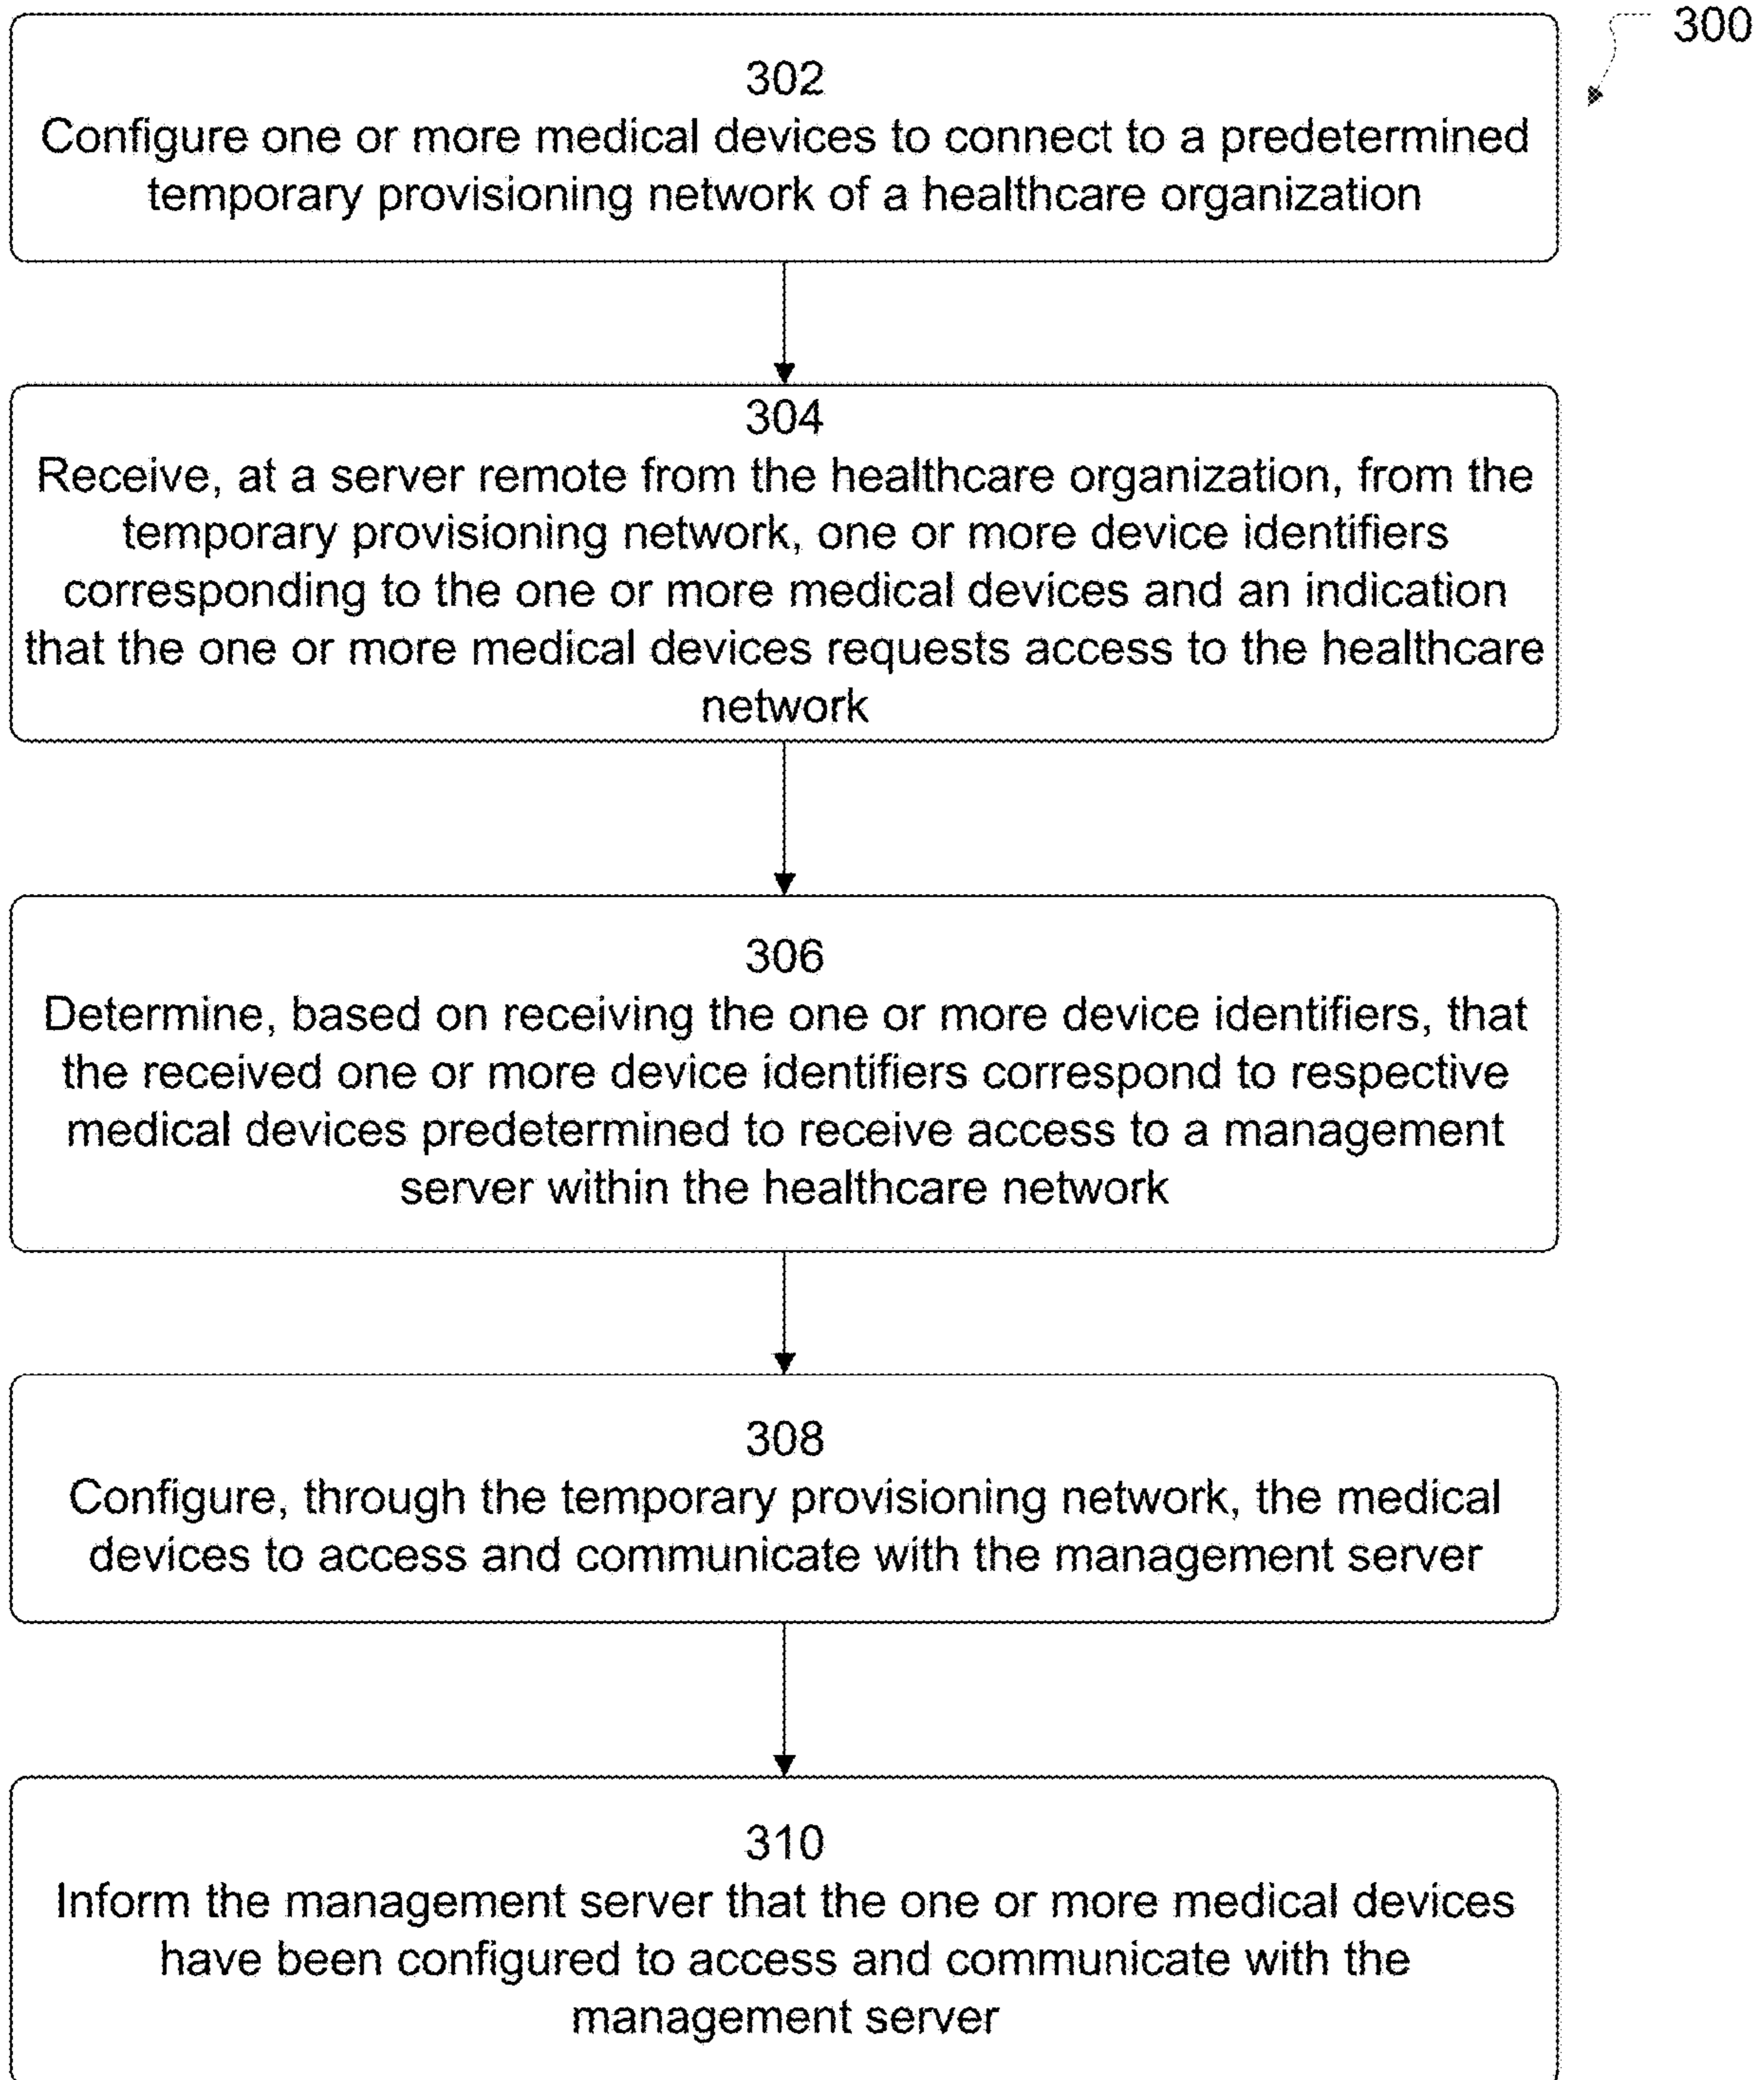 300
302
Configure one or more medical devices to connect to a predetermined
temporary provisioning network of a healthcare organization
304
Receive, at a server remote from the healthcare organization, from the
temporary provisioning network, one or more device identifiers
corresponding to the one or more medical devices and an indication
that the one or more medical devices requests access to the healthcare
network
306
Determine, based on receiving the one or more device identifiers, that
the received one or more device identifiers correspond to respective
medical devices predetermined to receive access to a management
server within the healthcare network
308
Configure, through the temporary provisioning network, the medical
devices to access and communicate with the management server
310
Inform the management server that the one or more medical devices
have been configured to access and communicate with the
management server